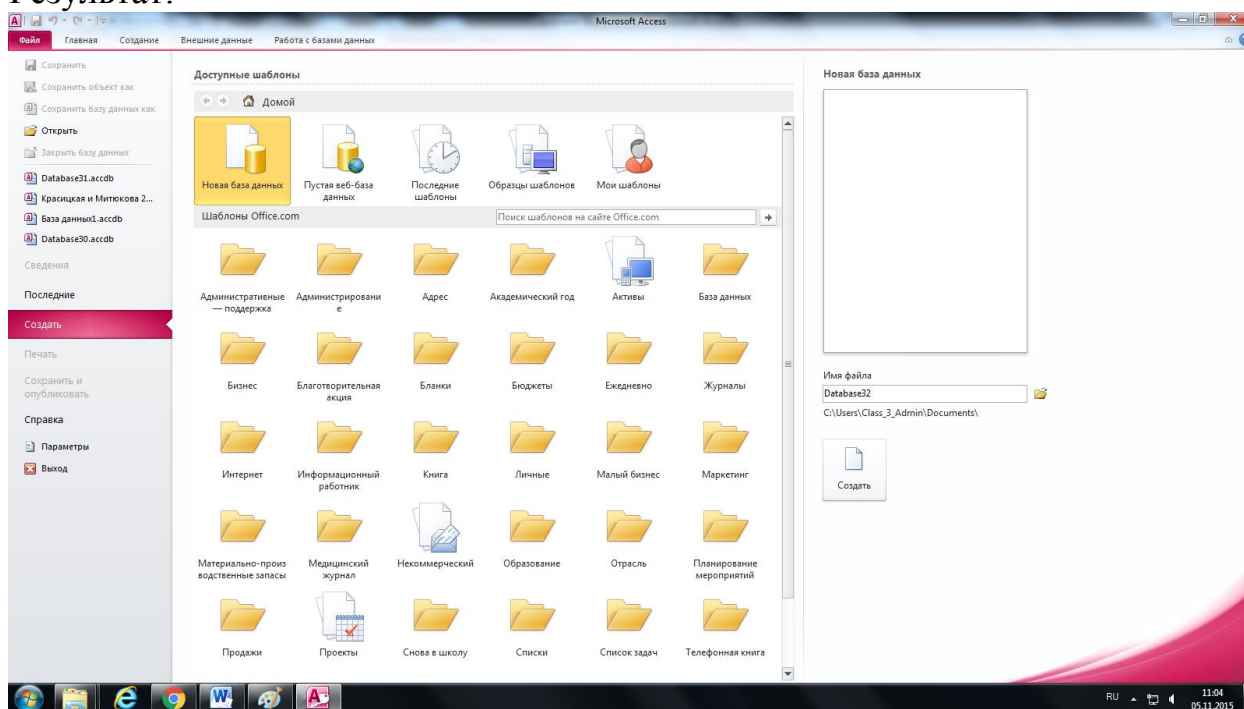 Результат:
Microsoft Access
Файл Главная Создание Внешние данные Работа с базами данных
Сохранить
Сохранить объект как
Сохранить базу данных как
Открыть
Закрыть базу данных
Database31.accdb
Красицкая и Митюкова 2...
База данных1.accdb
Database30.accdb
Сведения
Последние
Создать
Печать
Сохранить и
опубликовать
Справка
Параметры
Выход
Доступные шаблоны
Домой
Новая база данных
Пустая веб-база
данных
Последние
шаблоны
Образцы шаблонов
Мои шаблоны
Шаблоны Office.com
Поиск шаблонов на сайте Office.com
Административные
— поддержка
Администрировани
е
Адрес
Академический год
Активы
База данных
Бизнес
Благотворительная
акция
Бланки
Бюджеты
Ежедневно
Журналы
Интернет
Информационный
работник
Книга
Личные
Малый бизнес
Маркетинг
Материально-произ
водственные запасы
Медицинский
журнал
Некоммерческий
Образование
Отрасль
Планирование
мероприятий
Продажи
Проекты
Снова в школу
Списки
Список задач
Телефонная книга
Новая база данных
Имя файла
Database32
C:\Users\Class_3_Admin\Documents\
Создать
RU
11:04
05.11.2015